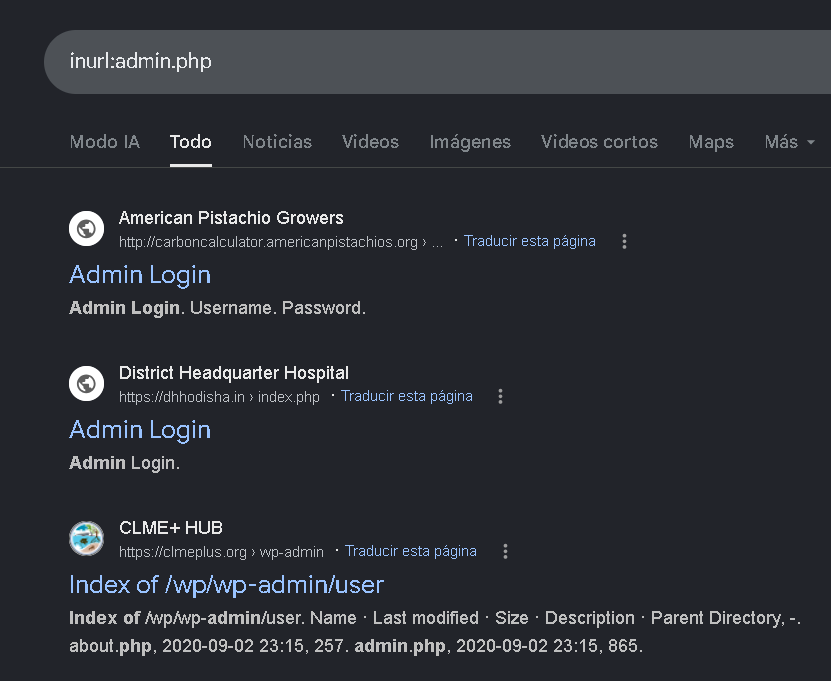 inurl:admin.php
Modo IA Todo Noticias Videos Imágenes Videos cortos Maps Más
American Pistachio Growers
http://carboncalculator.americanpistachios.org › ... · Traducir esta página
Admin Login
Admin Login. Username. Password.
District Headquarter Hospital
https://dhhodisha.in › index.php · Traducir esta página
Admin Login
Admin Login.
CLME+ HUB
https://clmeplus.org › wp-admin · Traducir esta página
Index of /wp/wp-admin/user
Index of /wp/wp-admin/user. Name · Last modified · Size · Description · Parent Directory, -.
about.php, 2020-09-02 23:15, 257. admin.php, 2020-09-02 23:15, 865.